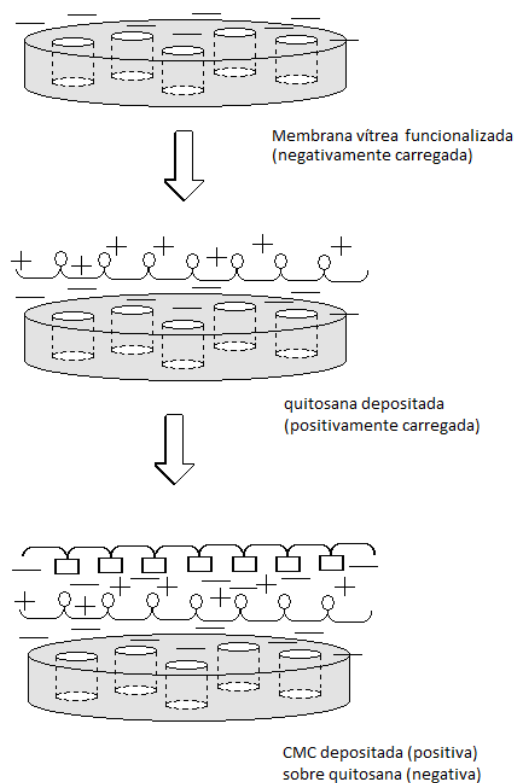 Membrana vítrea funcionalizada
(negativamente carregada)
quitosana depositada
(positivamente carregada)
CMC depositada (positiva)
sobre quitosana (negativa)